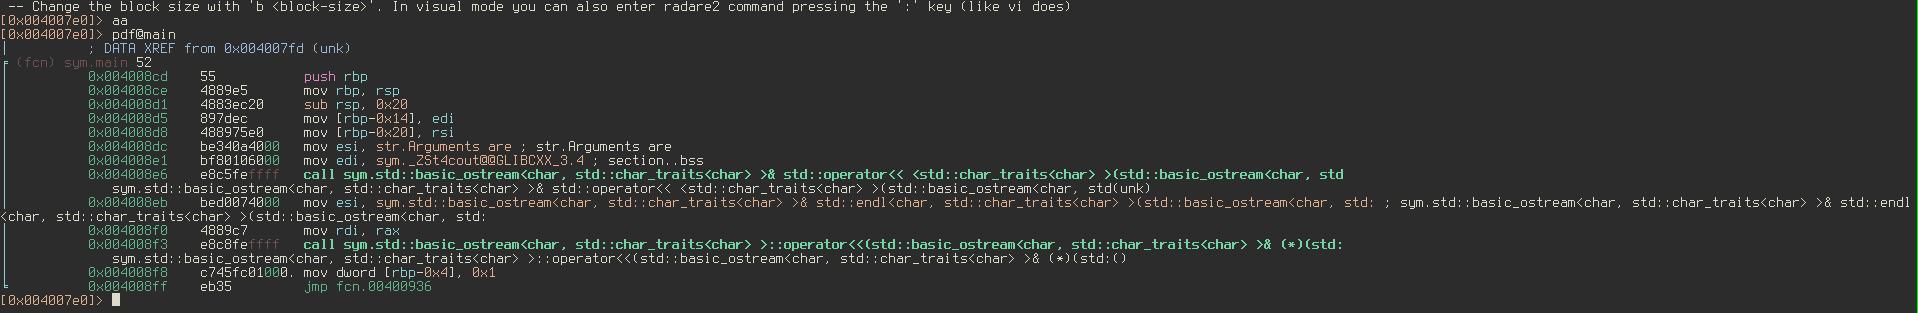 -- Change the block size with 'b <block-size>'. In visual mode you can also enter radare2 command pressing the ':' key (like vi does)
[0x004007e0]> aa
[0x004007e0]> pdf@main
; DATA XREF from 0x004007fd (unk)
(fcn) sym.main 52
0x004008cd 55 push rbp
0x004008ce 4889e5 mov rbp, rsp
0x004008d1 4883ec20 sub rsp, 0x20
0x004008d5 897dec mov [rbp-0x14], edi
0x004008d8 488975e0 mov [rbp-0x20], rsi
0x004008dc be340a4000 mov esi, str.Arguments are ; str.Arguments are
0x004008e1 bf80106000 mov edi, sym._ZSt4cout@@GLIBCXX_3.4 ; section..bss
0x004008e6 e8c5feffff call sym.std::basic_ostream<char, std::char_traits<char> >& std::operator<< <std::char_traits<char> >(std::basic_ostream<char, std
sym.std::basic_ostream<char, std::char_traits<char> >& std::operator<< <std::char_traits<char> >(std::basic_ostream<char, std(unk)
0x004008eb bed0074000 mov esi, sym.std::basic_ostream<char, std::char_traits<char> >& std::endl<char, std::char_traits<char> >(std::basic_ostream<char, std: ; sym.std::basic_ostream<char, std::char_traits<char> >& std::endl
<char, std::char_traits<char> >(std::basic_ostream<char, std:
0x004008f0 4889c7 mov rdi, rax
0x004008f3 e8c8feffff call sym.std::basic_ostream<char, std::char_traits<char> >::operator<<(std::basic_ostream<char, std::char_traits<char> >& (*)(std:
sym.std::basic_ostream<char, std::char_traits<char> >::operator<<(std::basic_ostream<char, std::char_traits<char> >& (*)(std:()
0x004008f8 c745fc01000. mov dword [rbp-0x4], 0x1
0x004008ff eb35 jmp fcn.00400936
[0x004007e0]>